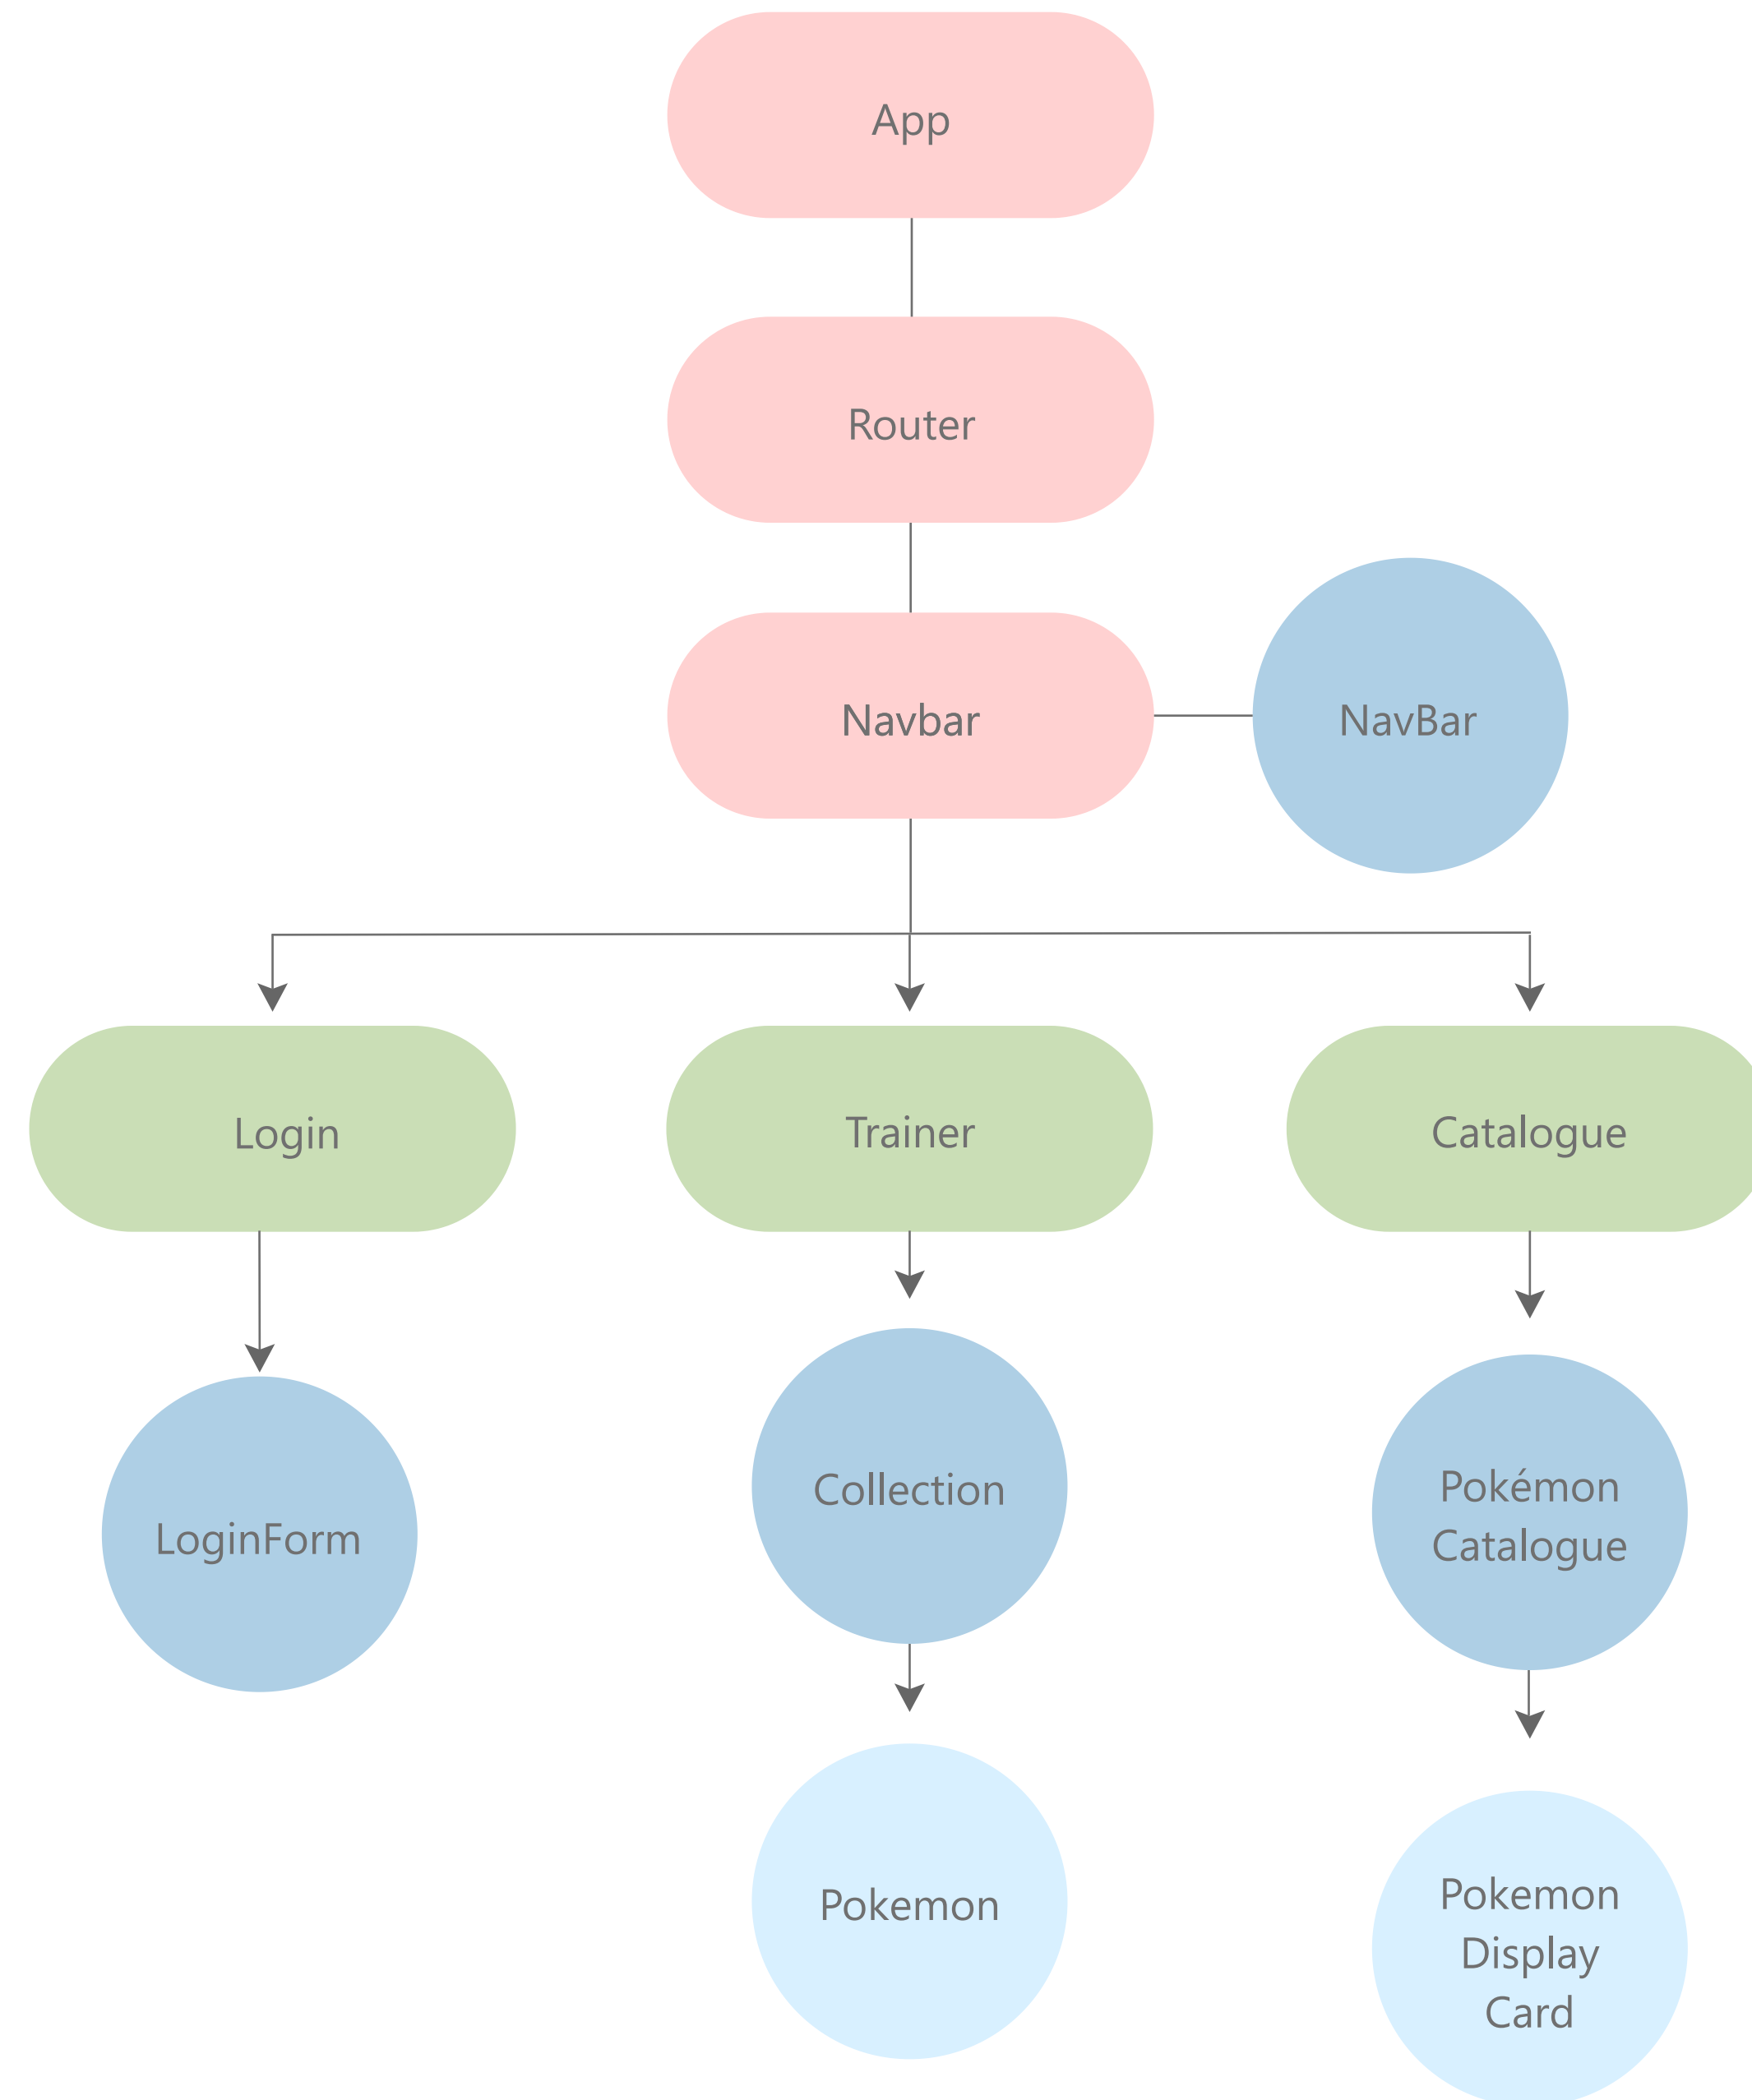 App
Router
Navbar
NavBar
Login
Trainer
Catalogue
LoginForm
Collection
Pokémon
Catalogue
Pokemon
Pokemon
Display
Card